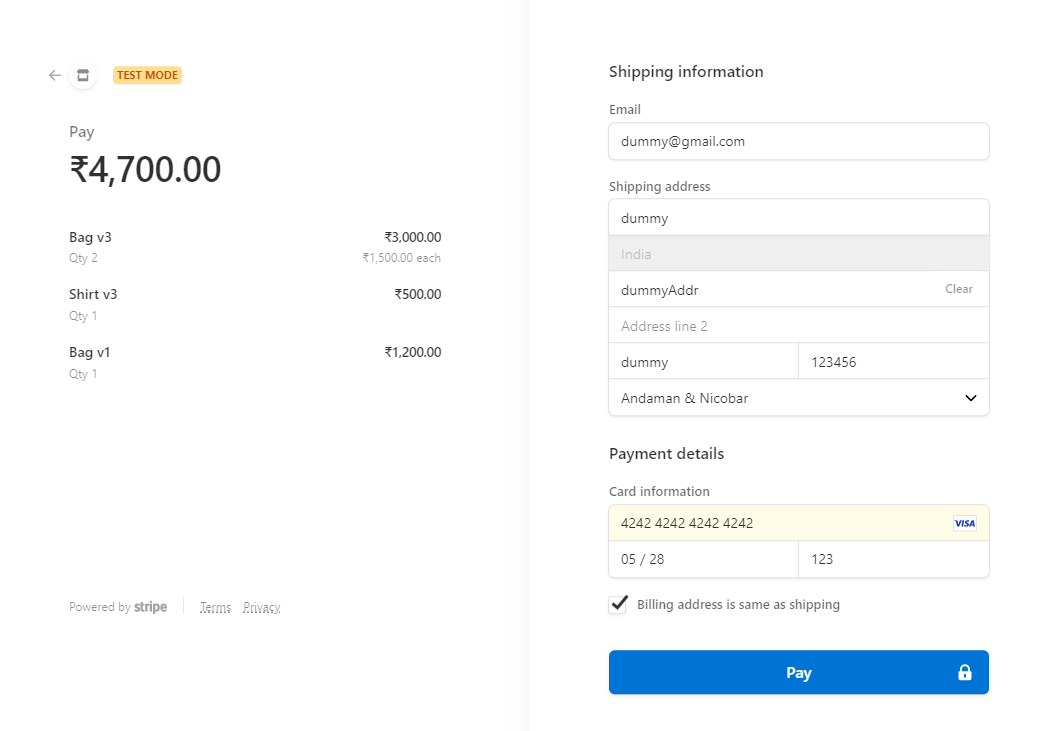 TEST MODE
Pay
₹4,700.00
Bag v3 ₹3,000.00
Qty 2 ₹1,500.00 each
Shirt v3 ₹500.00
Qty 1
Bag v1 ₹1,200.00
Qty 1
Powered by stripe Terms Privacy
Shipping information
Email
dummy@gmail.com
Shipping address
dummy
India
dummyAddr Clear
Address line 2
dummy 123456
Andaman & Nicobar
Payment details
Card information
4242 4242 4242 4242 VISA
05 / 28 123
Billing address is same as shipping
Pay